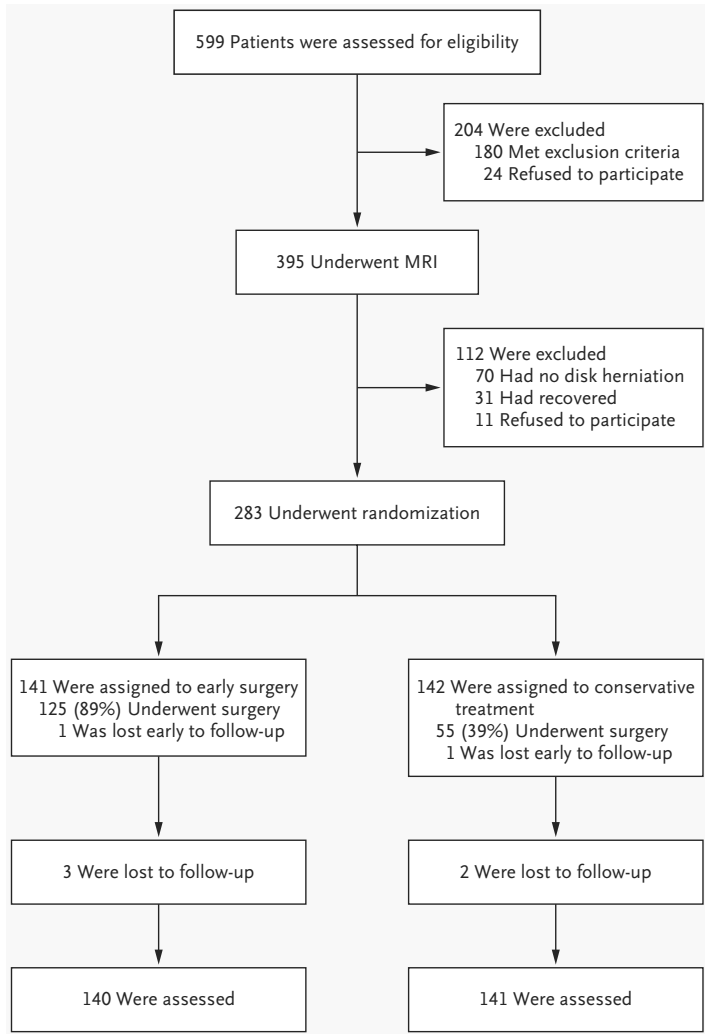 599 Patients were assessed for eligibility
204 Were excluded
180 Met exclusion criteria
24 Refused to participate
395 Underwent MRI
112 Were excluded
70 Had no disk herniation
31 Had recovered
11 Refused to participate
283 Underwent randomization
141 Were assigned to early surgery
125 (89%) Underwent surgery
1 Was lost early to follow-up
142 Were assigned to conservative
treatment
55 (39%) Underwent surgery
1 Was lost early to follow-up
3 Were lost to follow-up
2 Were lost to follow-up
140 Were assessed
141 Were assessed